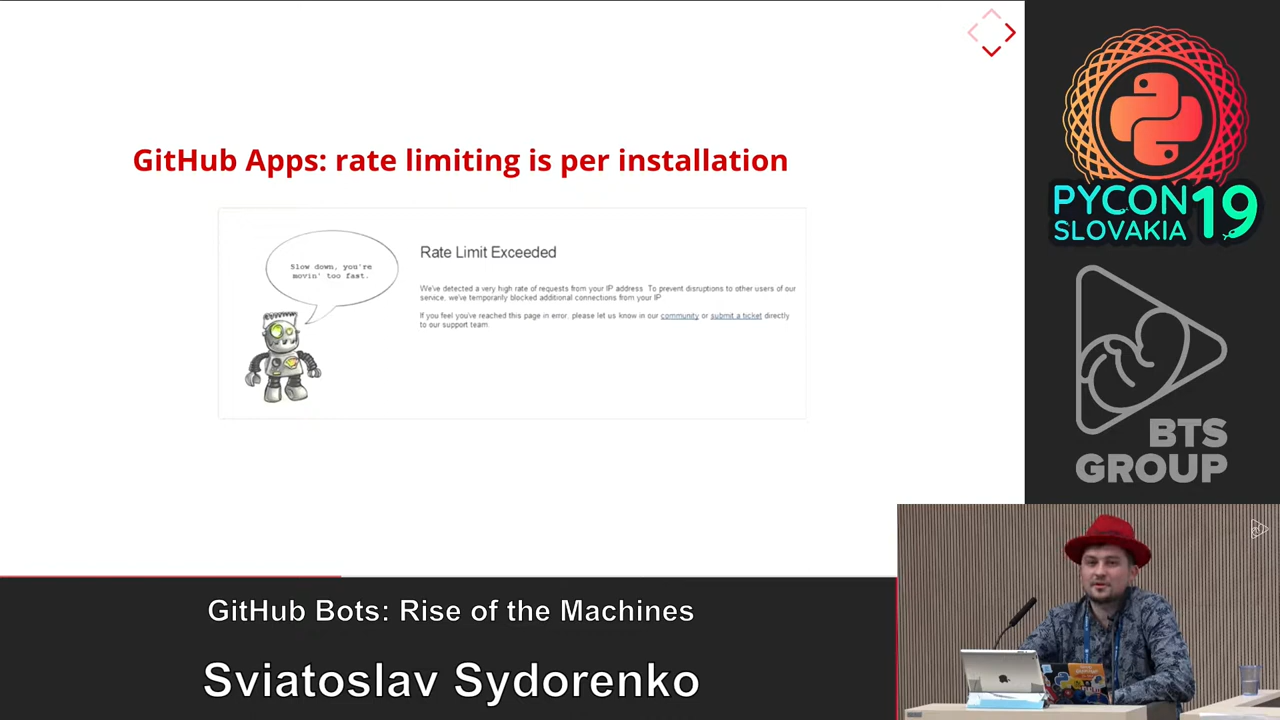 GitHub Apps: rate limiting is per installation
Slow down, you're
movin' too fast.
Rate Limit Exceeded
We've detected a very high rate of requests from your IP address. To prevent disruptions to other users of our
service, we've temporarily blocked additional connections from your IP
If you feel you've reached this page in error, please let us know in our community or submit a ticket directly
to our support team.
PYCON
SLOVAKIA
19
BTS
GROUP
GitHub Bots: Rise of the Machines
Sviatoslav Sydorenko